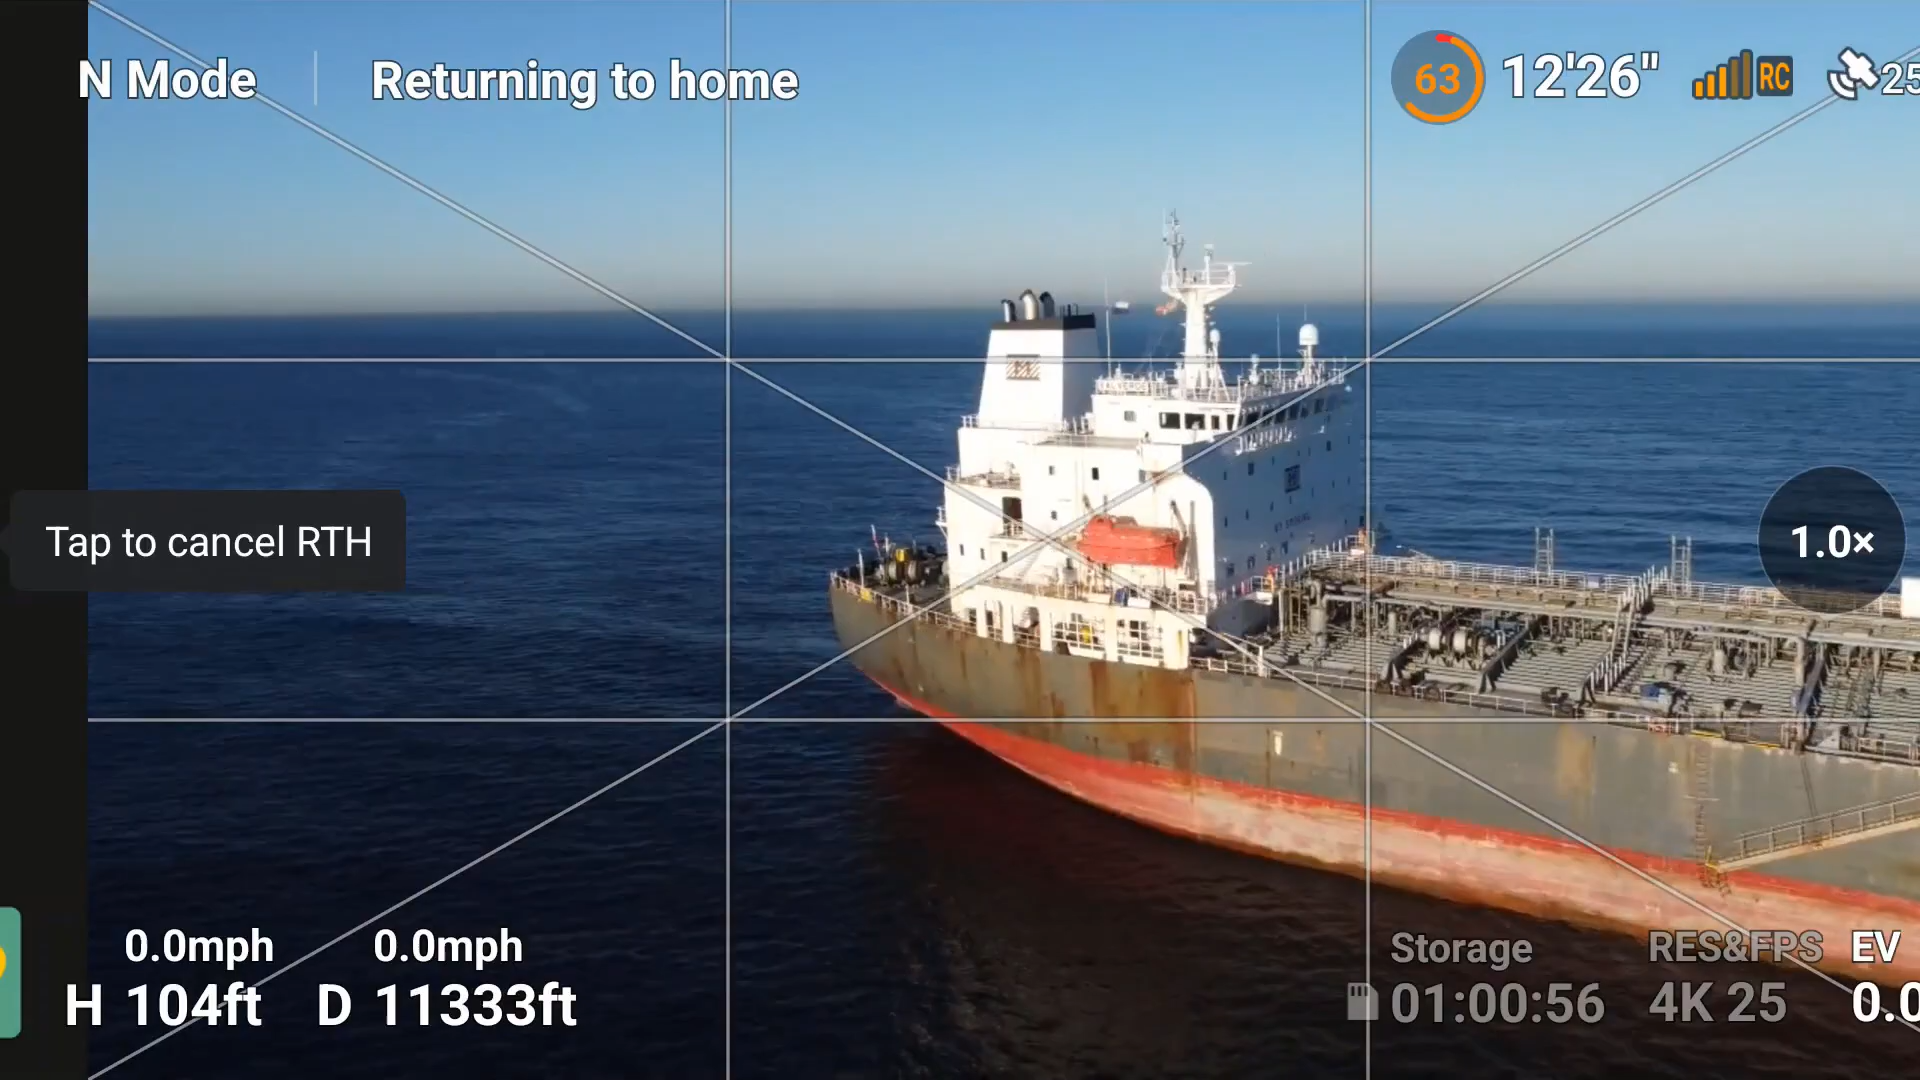 N Mode
Returning to home
63
12'26"
RC
25
Tap to cancel RTH
1.0×
0.0mph
0.0mph
H 104ft
D 11333ft
Storage
01:00:56
RES&FPS
4K 25
EV
0.0